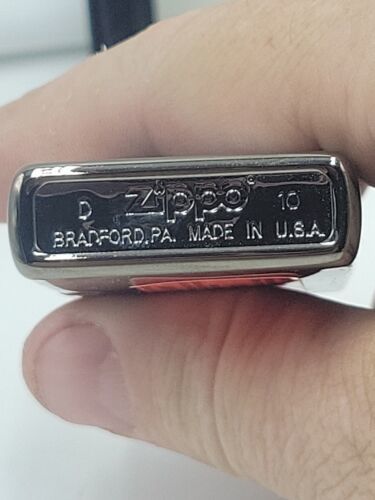 D Zippo ® 10
BRADFORD, PA. MADE IN U.S.A.